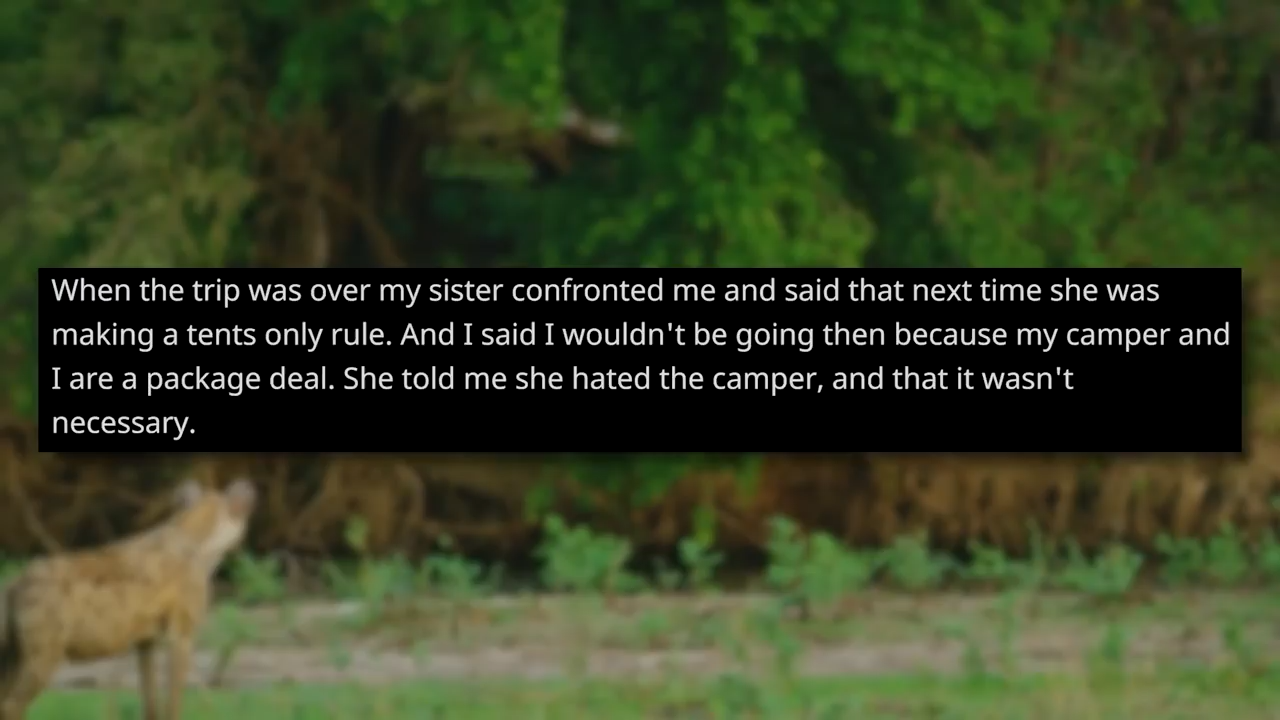 When the trip was over my sister confronted me and said that next time she was
making a tents only rule. And I said I wouldn't be going then because my camper and
I are a package deal. She told me she hated the camper, and that it wasn't
necessary.